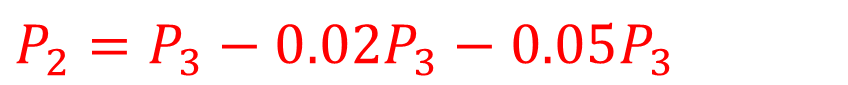 P₂ = P₃ − 0.02P₃ − 0.05P₃